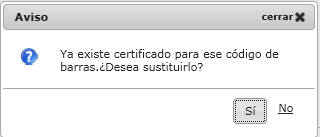 Aviso cerrar
Ya existe certificado para ese código de
barras.¿Desea sustituirlo?
Sí No